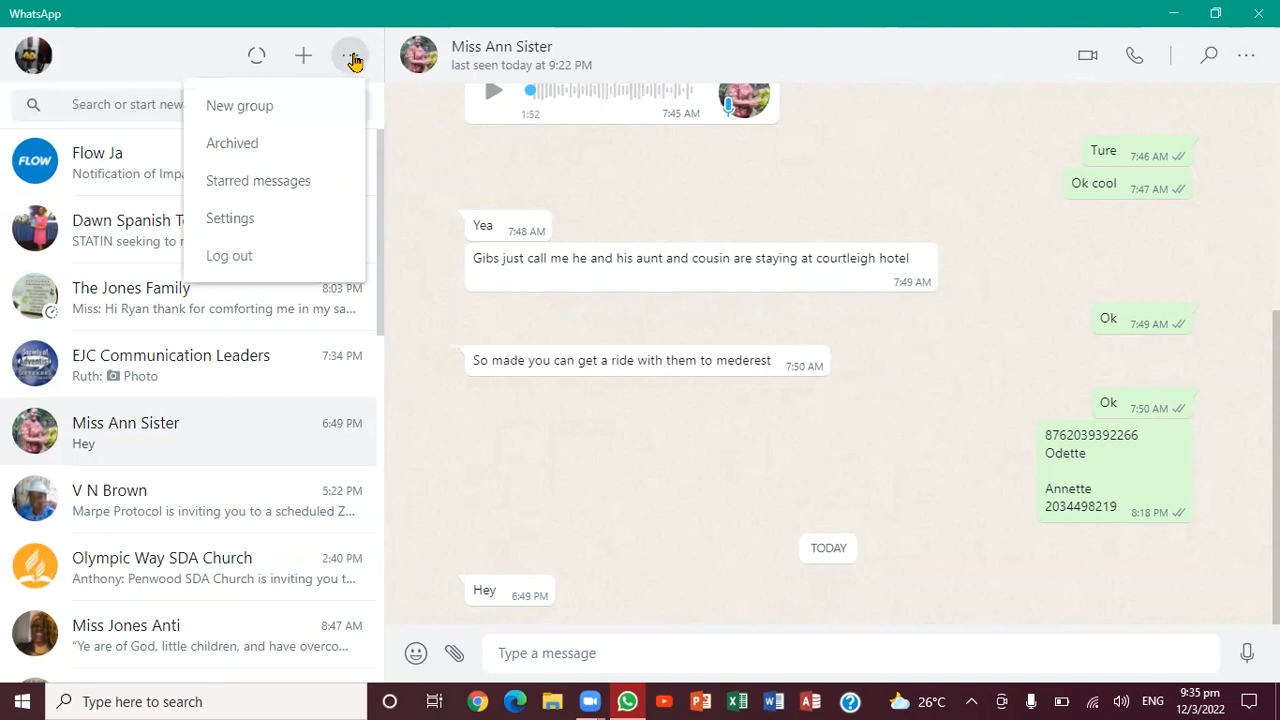 WhatsApp
Search or start new
New group
Archived
Starred messages
Settings
Log out
FLOW
Flow Ja
Notification of Impa
Dawn Spanish T
STATIN seeking to r
The Jones Family 8:03 PM
Miss: Hi Ryan thank for comforting me in my sa...
EJC Communication Leaders 7:34 PM
Ruth: Photo
Miss Ann Sister 6:49 PM
Hey
V N Brown 5:22 PM
Marpe Protocol is inviting you to a scheduled Z...
Olympic Way SDA Church 2:40 PM
Anthony: Penwood SDA Church is inviting you t...
Miss Jones Anti 8:47 AM
“Ye are of God, little children, and have overco...
Miss Ann Sister
last seen today at 9:22 PM
1:52 7:45 AM
Ture 7:46 AM
Ok cool 7:47 AM
Yea 7:48 AM
Gibs just call me he and his aunt and cousin are staying at courtleigh hotel
7:49 AM
Ok 7:49 AM
So made you can get a ride with them to mederest 7:50 AM
Ok 7:50 AM
8762039392266
Odette
Annette
2034498219 8:18 PM
TODAY
Hey 6:49 PM
Type a message
Type here to search
26°C
ENG
9:35 pm
12/3/2022